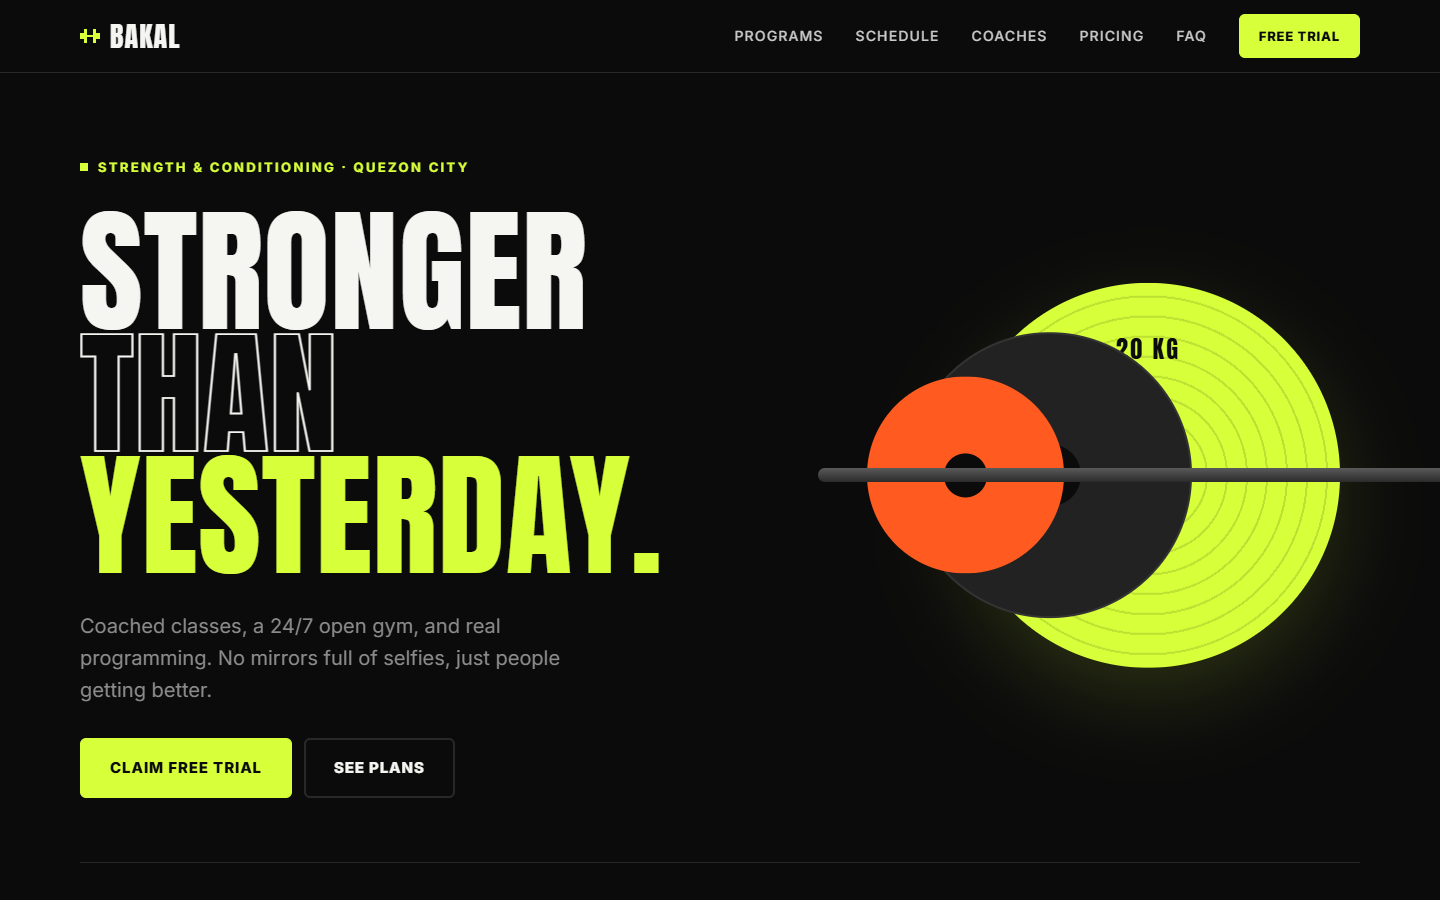 BAKAL
PROGRAMS
SCHEDULE
COACHES
PRICING
FAQ
FREE TRIAL
STRENGTH & CONDITIONING · QUEZON CITY
STRONGER
THAN
YESTERDAY.
20 KG
Coached classes, a 24/7 open gym, and real
programming. No mirrors full of selfies, just people
getting better.
CLAIM FREE TRIAL
SEE PLANS